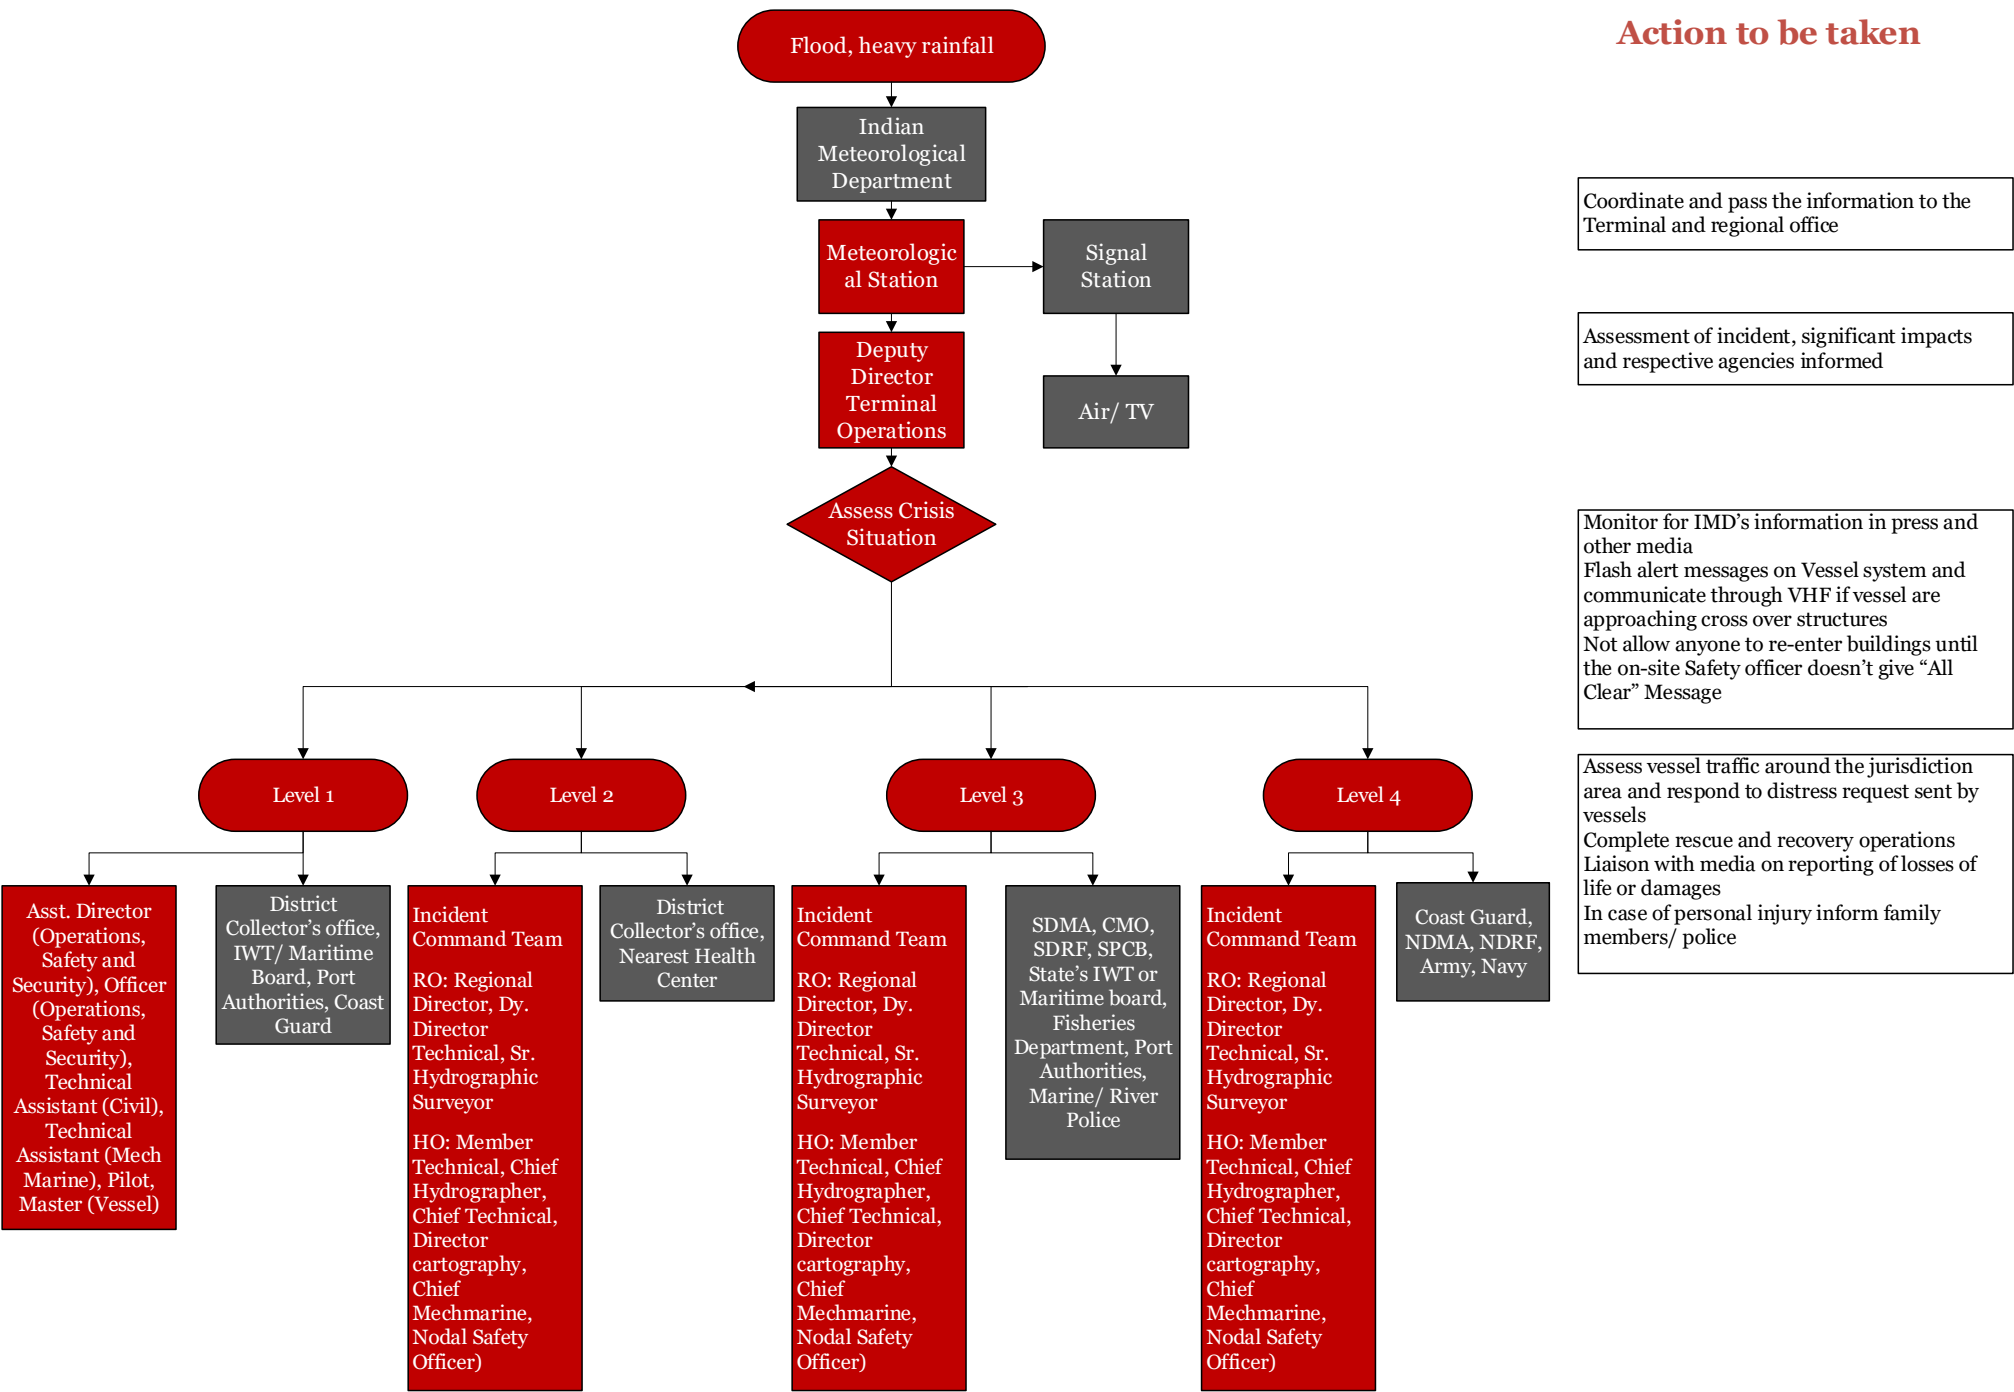 Action to be taken
Flood, heavy rainfall
Indian
Meteorological
Department
Meteorologic
al Station
Signal
Station
Deputy
Director
Terminal
Operations
Air/ TV
Assess Crisis
Situation
Level 1
Level 2
Level 3
Level 4
Asst. Director
(Operations,
Safety and
Security), Officer
(Operations,
Safety and
Security),
Technical
Assistant (Civil),
Technical
Assistant (Mech
Marine), Pilot,
Master (Vessel)
District
Collector’s office,
IWT/ Maritime
Board, Port
Authorities, Coast
Guard
Incident
Command Team
RO: Regional
Director, Dy.
Director
Technical, Sr.
Hydrographic
Surveyor
HO: Member
Technical, Chief
Hydrographer,
Chief Technical,
Director
cartography,
Chief
Mechmarine,
Nodal Safety
Officer)
District
Collector’s office,
Nearest Health
Center
Incident
Command Team
RO: Regional
Director, Dy.
Director
Technical, Sr.
Hydrographic
Surveyor
HO: Member
Technical, Chief
Hydrographer,
Chief Technical,
Director
cartography,
Chief
Mechmarine,
Nodal Safety
Officer)
SDMA, CMO,
SDRF, SPCB,
State’s IWT or
Maritime board,
Fisheries
Department, Port
Authorities,
Marine/ River
Police
Incident
Command Team
RO: Regional
Director, Dy.
Director
Technical, Sr.
Hydrographic
Surveyor
HO: Member
Technical, Chief
Hydrographer,
Chief Technical,
Director
cartography,
Chief
Mechmarine,
Nodal Safety
Officer)
Coast Guard,
NDMA, NDRF,
Army, Navy
Coordinate and pass the information to the
Terminal and regional office
Assessment of incident, significant impacts
and respective agencies informed
Monitor for IMD’s information in press and
other media
Flash alert messages on Vessel system and
communicate through VHF if vessel are
approaching cross over structures
Not allow anyone to re-enter buildings until
the on-site Safety officer doesn’t give “All
Clear” Message
Assess vessel traffic around the jurisdiction
area and respond to distress request sent by
vessels
Complete rescue and recovery operations
Liaison with media on reporting of losses of
life or damages
In case of personal injury inform family
members/ police